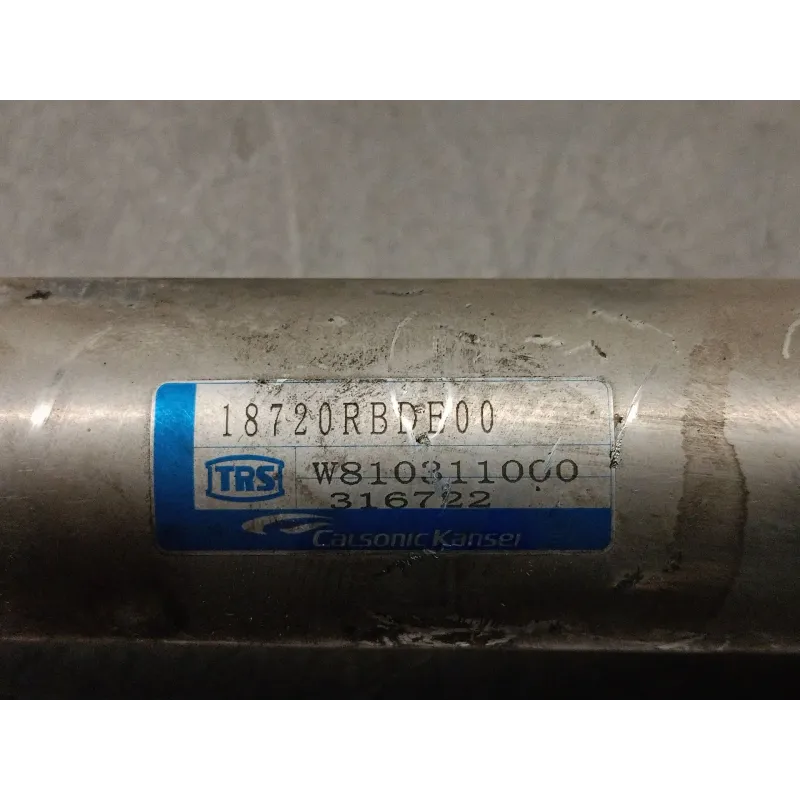 18720RBDE00
TRS
W810311000
316722
CaLsonic Kansei